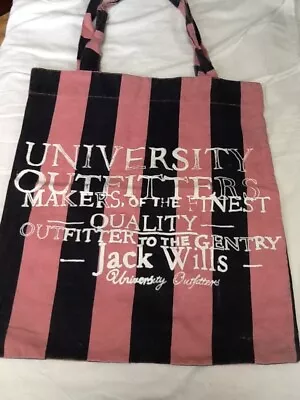 UNIVERSITY
OUTFITTERS
MAKERS OF THE FINEST
— QUALITY —
OUTFITTER TO THE GENTRY
— Jack Wills —
University Outfitters